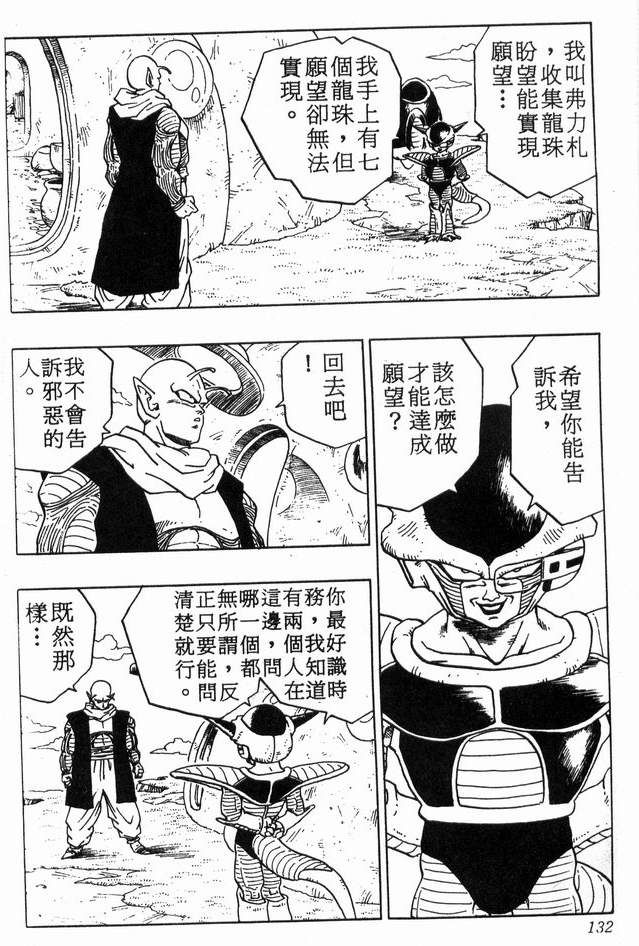 我叫弗力札
，收集龍珠
盼望能實現
願望…
我手上有七
個龍珠，但
願望卻無法
實現。
希望你能告
訴我，
該怎麼做
才能達成
願望？
回去吧
！
我不會告
訴邪惡的
人。
你最好識時
務，我知道
有兩個人在
這邊，問
哪一個都
無所謂，反
正只要能問
清楚就行。
既然那
樣…
132